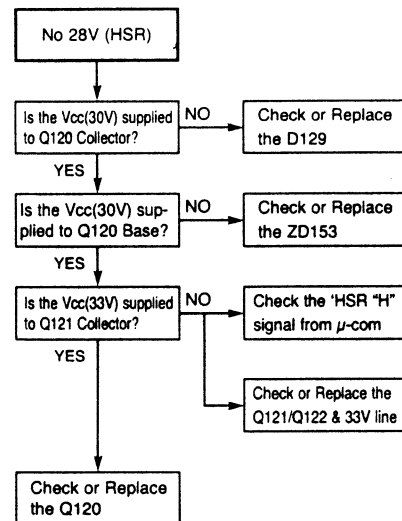 No 28V (HSR)
Is the Vcc(30V) supplied
to Q120 Collector?
NO
Check or Replace
the D129
YES
Is the Vcc(30V) sup-
plied to Q120 Base?
NO
Check or Replace
the ZD153
YES
Is the Vcc(33V) supplied
to Q121 Collector?
NO
Check the 'HSR "H"
signal from μ-com
YES
Check or Replace the
Q121/Q122 & 33V line
Check or Replace
the Q120